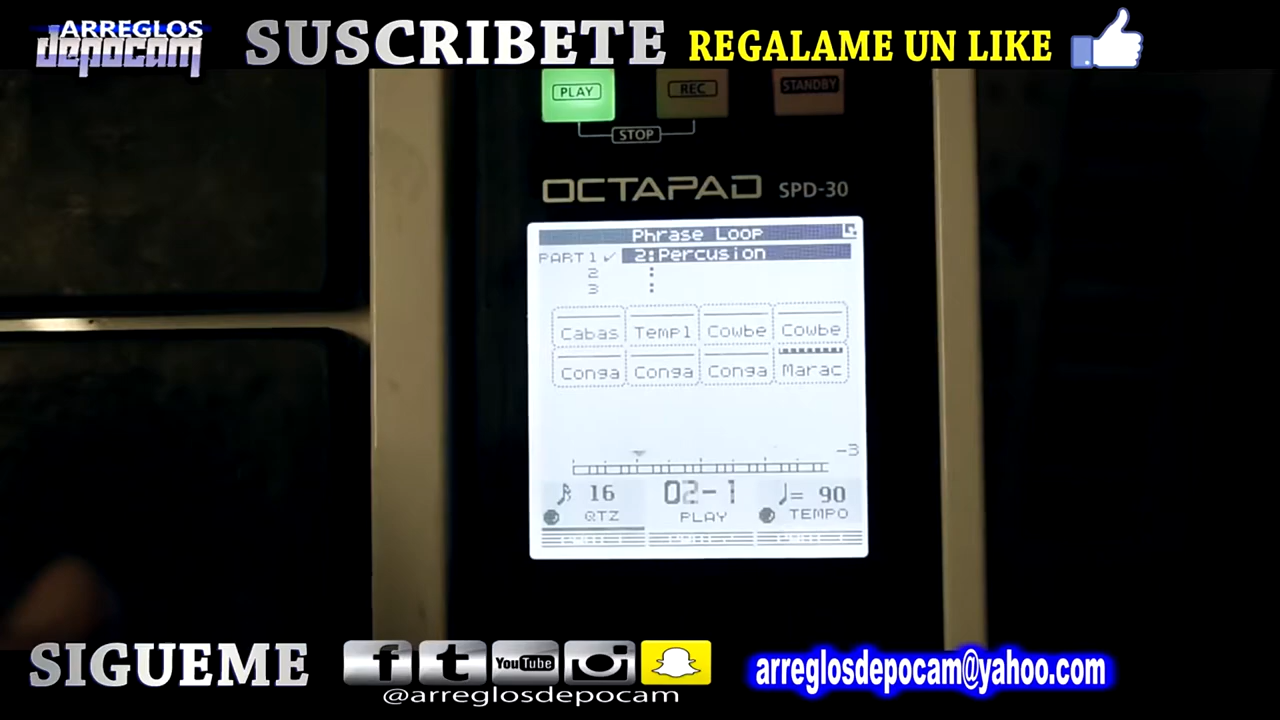 ARREGLOS
depocam
SUSCRIBETE
REGALAME UN LIKE
PLAY
REC
STANDBY
STOP
OCTAPAD SPD-30
Phrase Loop
PART1✓ 2:Percusion
2 :
3 :
Cabas Temp1 Cowbe Cowbe
Conga Conga Conga Marac
-3
16 02-1 ♩= 90
QTZ PLAY TEMPO
SIGUEME
f t YouTube
@arreglosdepocam
arreglosdepocam@yahoo.com